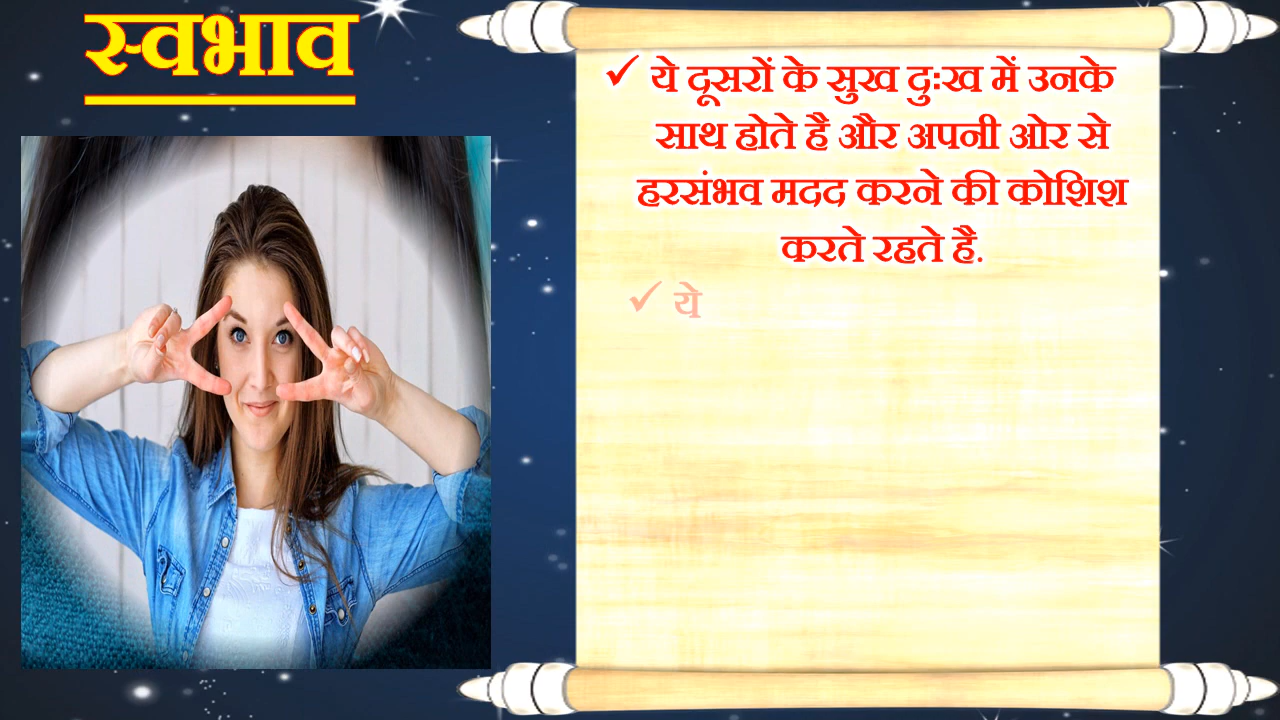 स्वभाव
✓ ये दूसरों के सुख दुःख में उनके
साथ होते है और अपनी ओर से
हरसंभव मदद करने की कोशिश
करते रहते है.
✓ ये